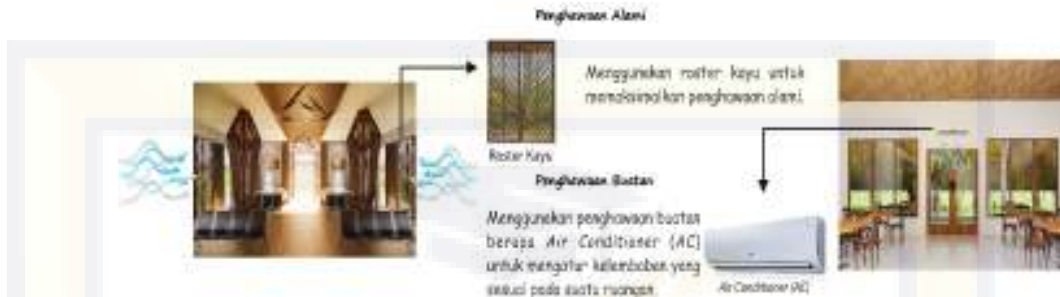 Penghawaan Alami
Menggunakan roster kayu untuk
memaksimalkan penghawaan alami.
Roster Kayu
Penghawaan Buatan
Menggunakan penghawaan buatan
berupa Air Conditioner (AC)
untuk mengatur kelembaban yang
sesuai pada suatu ruangan.
Air Conditioner (AC)